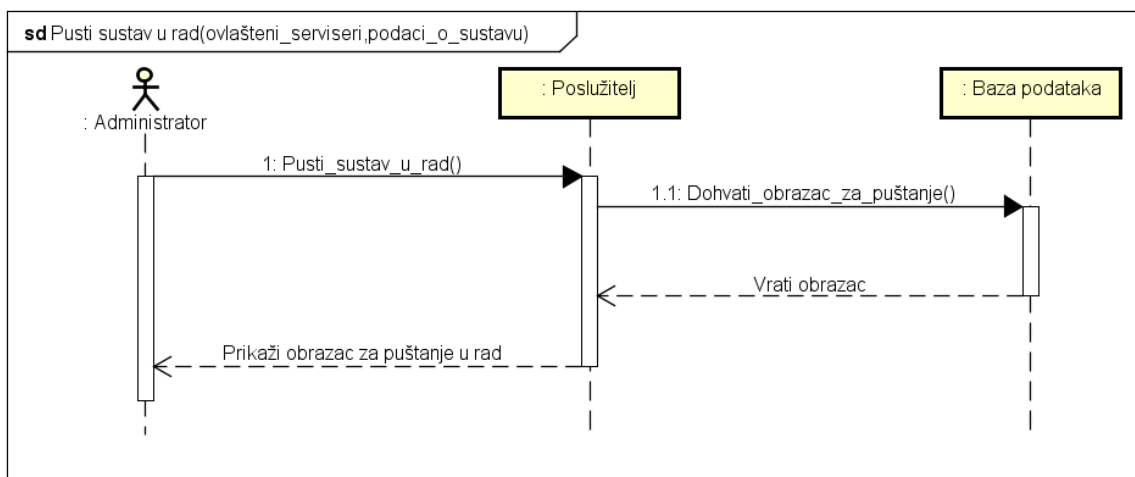 sd Pusti sustav u rad(ovlašteni_serviseri,podaci_o_sustavu)
: Administrator
: Poslužitelj
: Baza podataka
1: Pusti_sustav_u_rad()
1.1: Dohvati_obrazac_za_puštanje()
Vrati obrazac
Prikaži obrazac za puštanje u rad